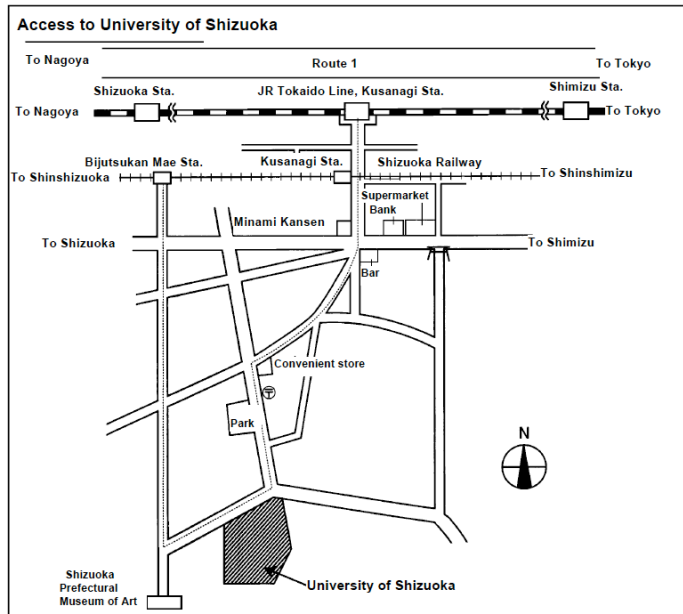 Access to University of Shizuoka
To Nagoya
Route 1
To Tokyo
Shizuoka Sta.
JR Tokaido Line, Kusanagi Sta.
Shimizu Sta.
To Nagoya
To Tokyo
Bijutsukan Mae Sta.
Kusanagi Sta.
Shizuoka Railway
To Shinshizuoka
To Shinshimizu
Supermarket
Bank
Minami Kansen
To Shizuoka
To Shimizu
Bar
Convenient store
〒
Park
N
Shizuoka
Prefectural
Museum of Art
University of Shizuoka